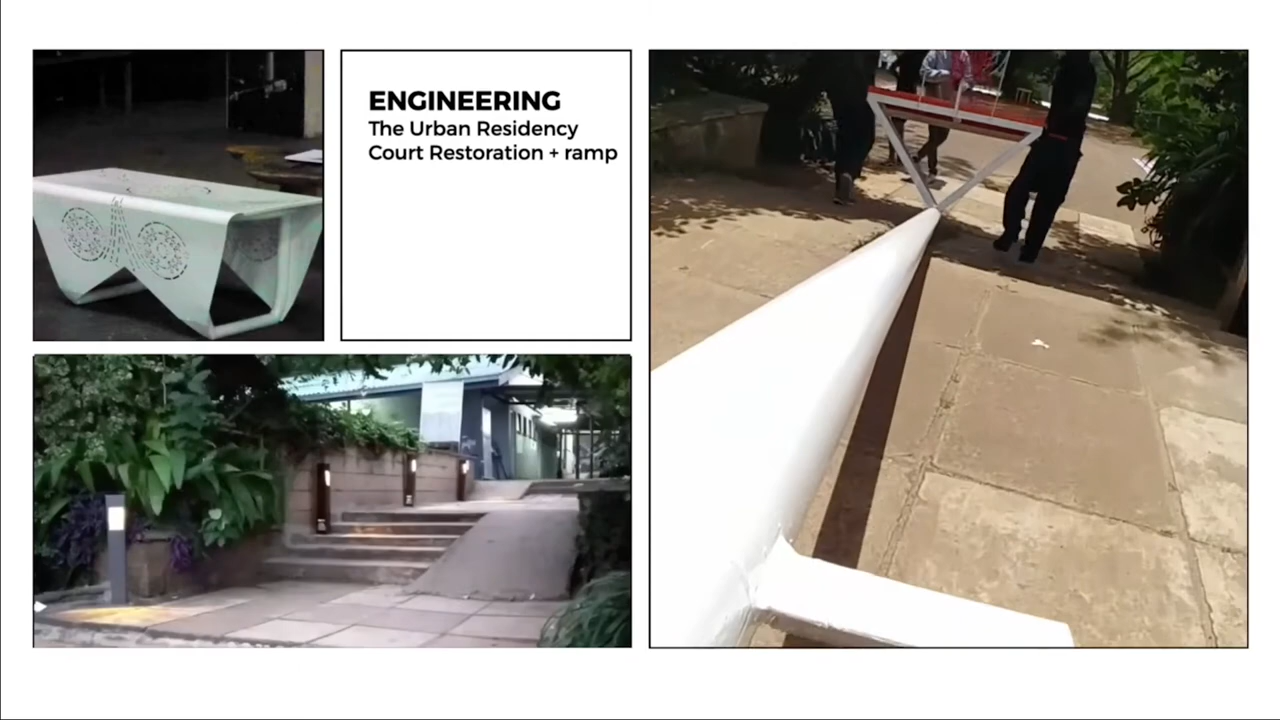 ENGINEERING
The Urban Residency
Court Restoration + ramp